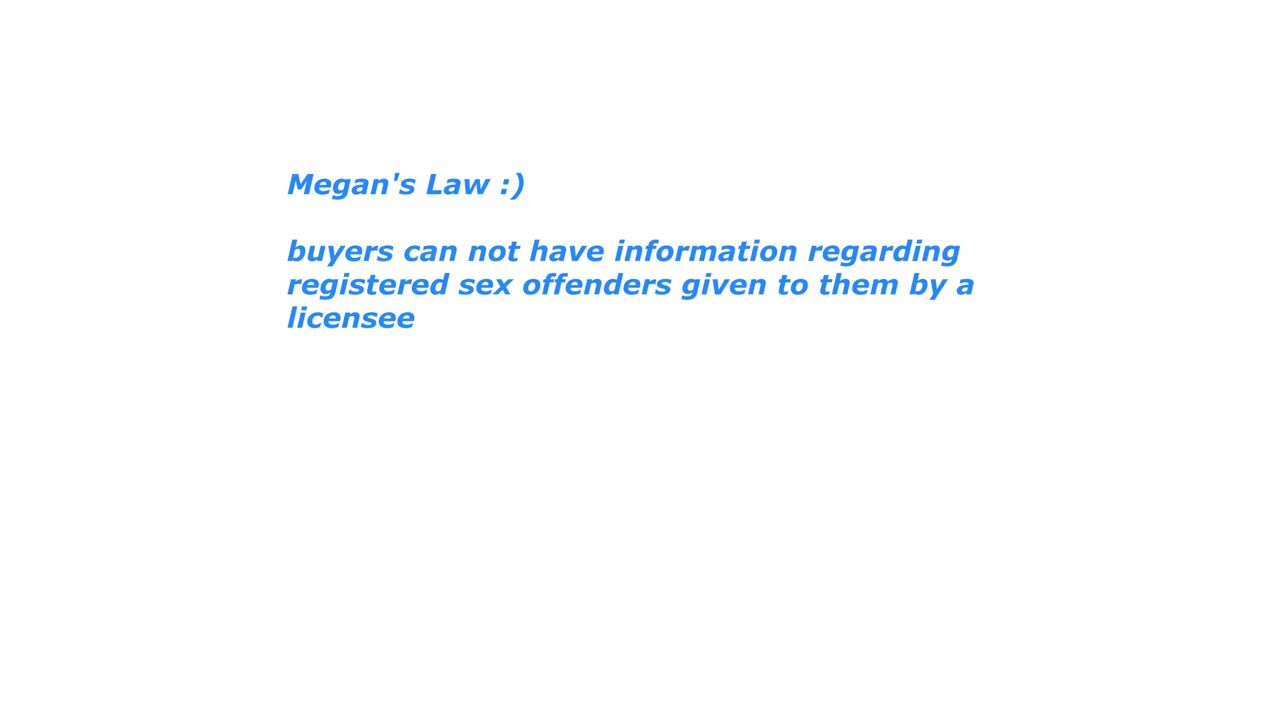 Megan's Law :)
buyers can not have information regarding
registered sex offenders given to them by a
licensee